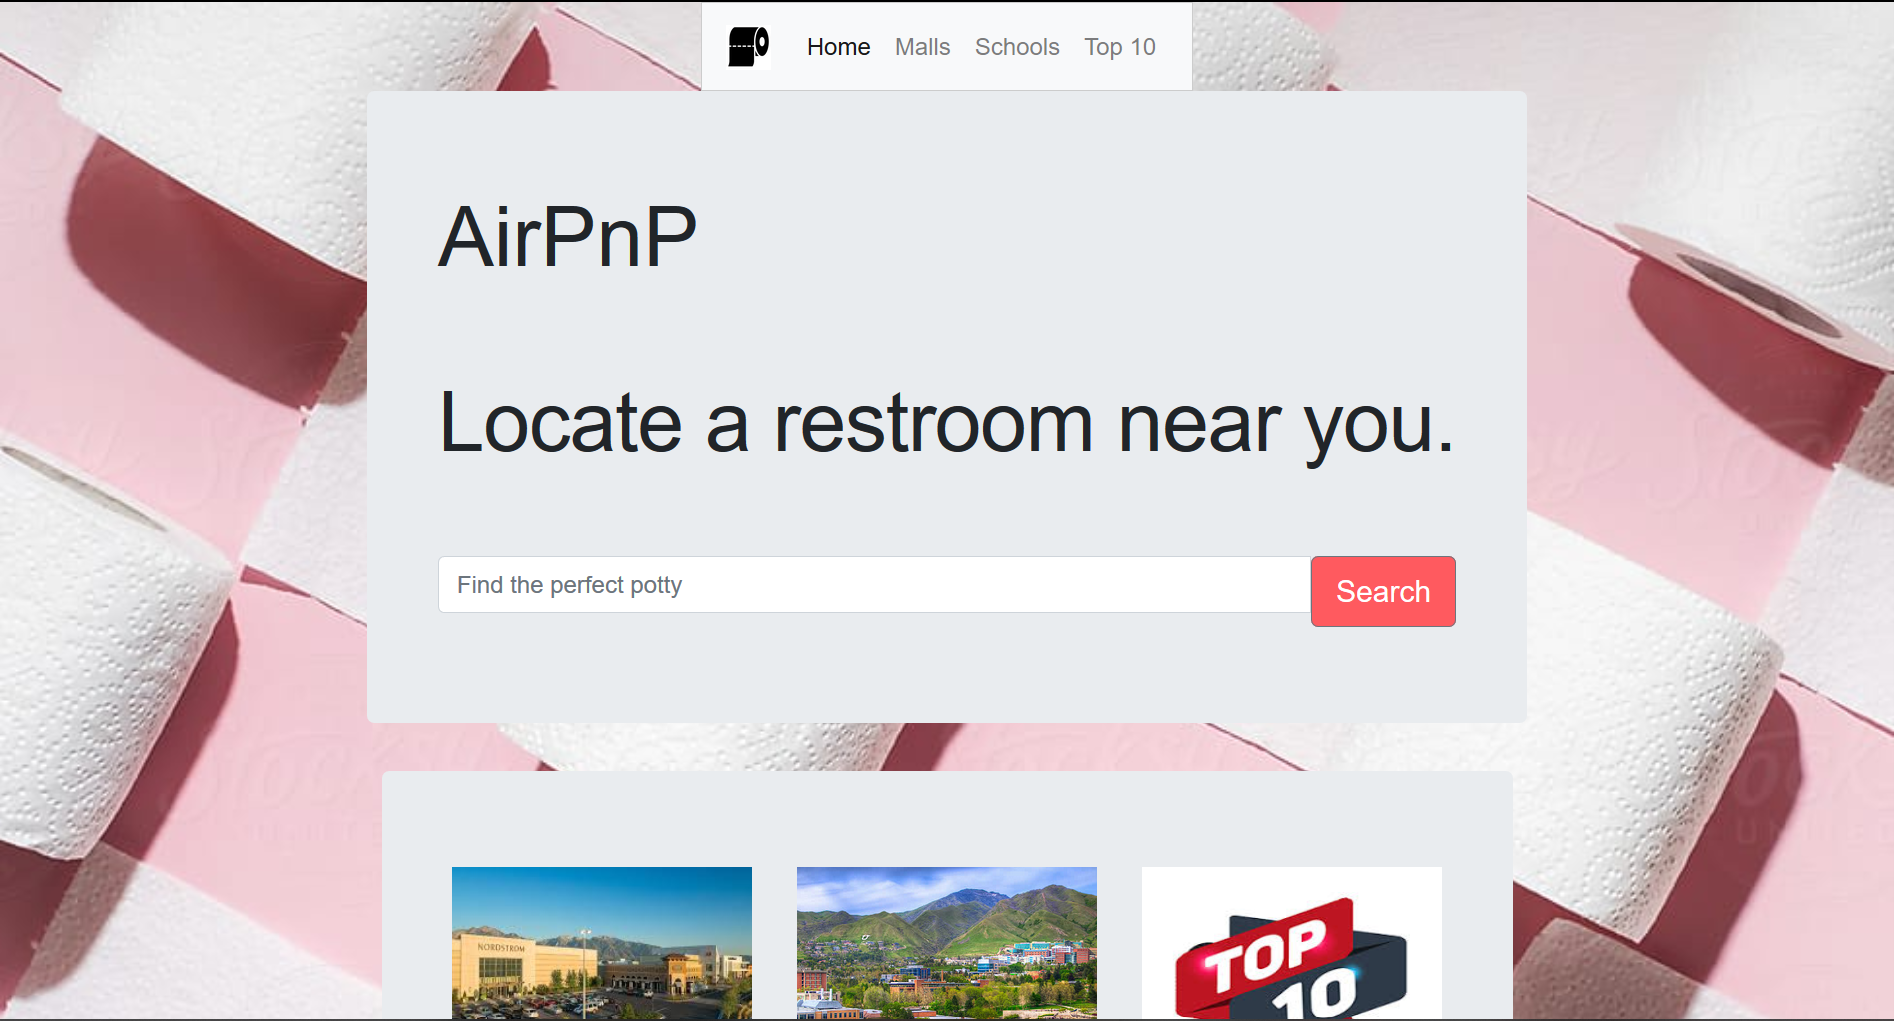 Home Malls Schools Top 10
AirPnP
Locate a restroom near you.
Find the perfect potty
Search
NORDSTROM
TOP
10